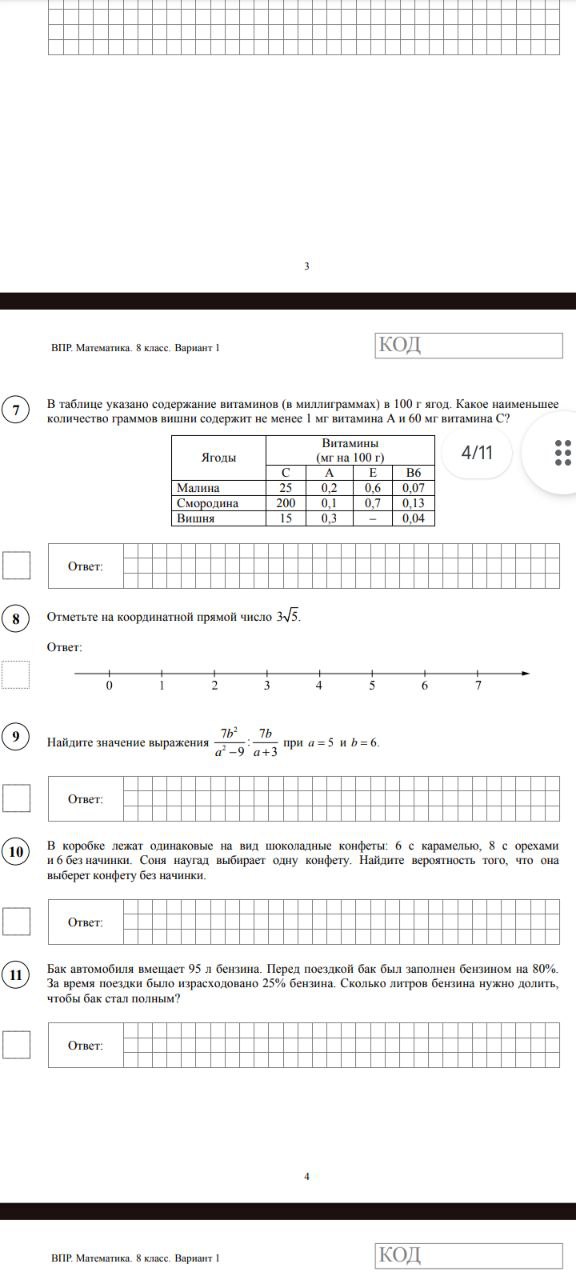 3
ВПР. Математика. 8 класс. Вариант 1
КОД
7
В таблице указано содержание витаминов (в миллиграммах) в 100 г ягод. Какое наименьшее
количество граммов вишни содержит не менее 1 мг витамина А и 60 мг витамина С?
Ягоды
Витамины
(мг на 100 г)
С А Е В6
Малина 25 0,2 0,6 0,07
Смородина 200 0,1 0,7 0,13
Вишня 15 0,3 – 0,04
4/11
Ответ:
8
Отметьте на координатной прямой число 3√5.
Ответ:
0 1 2 3 4 5 6 7
9
Найдите значение выражения 7b²/(a² – 9) : 7b/(a + 3) при a = 5 и b = 6.
Ответ:
10
В коробке лежат одинаковые на вид шоколадные конфеты: 6 с карамелью, 8 с орехами
и 6 без начинки. Соня наугад выбирает одну конфету. Найдите вероятность того, что она
выберет конфету без начинки.
Ответ:
11
Бак автомобиля вмещает 95 л бензина. Перед поездкой бак был заполнен бензином на 80%.
За время поездки было израсходовано 25% бензина. Сколько литров бензина нужно долить,
чтобы бак стал полным?
Ответ:
4
ВПР. Математика. 8 класс. Вариант 1
КОД